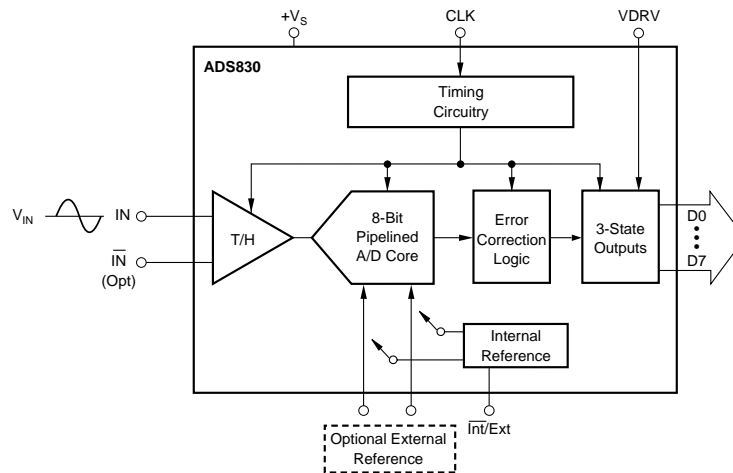 +VS
CLK
VDRV
ADS830
Timing
Circuitry
VIN
IN
IN
(Opt)
T/H
8-Bit
Pipelined
A/D Core
Error
Correction
Logic
3-State
Outputs
D0
D7
Internal
Reference
Int/Ext
Optional External
Reference